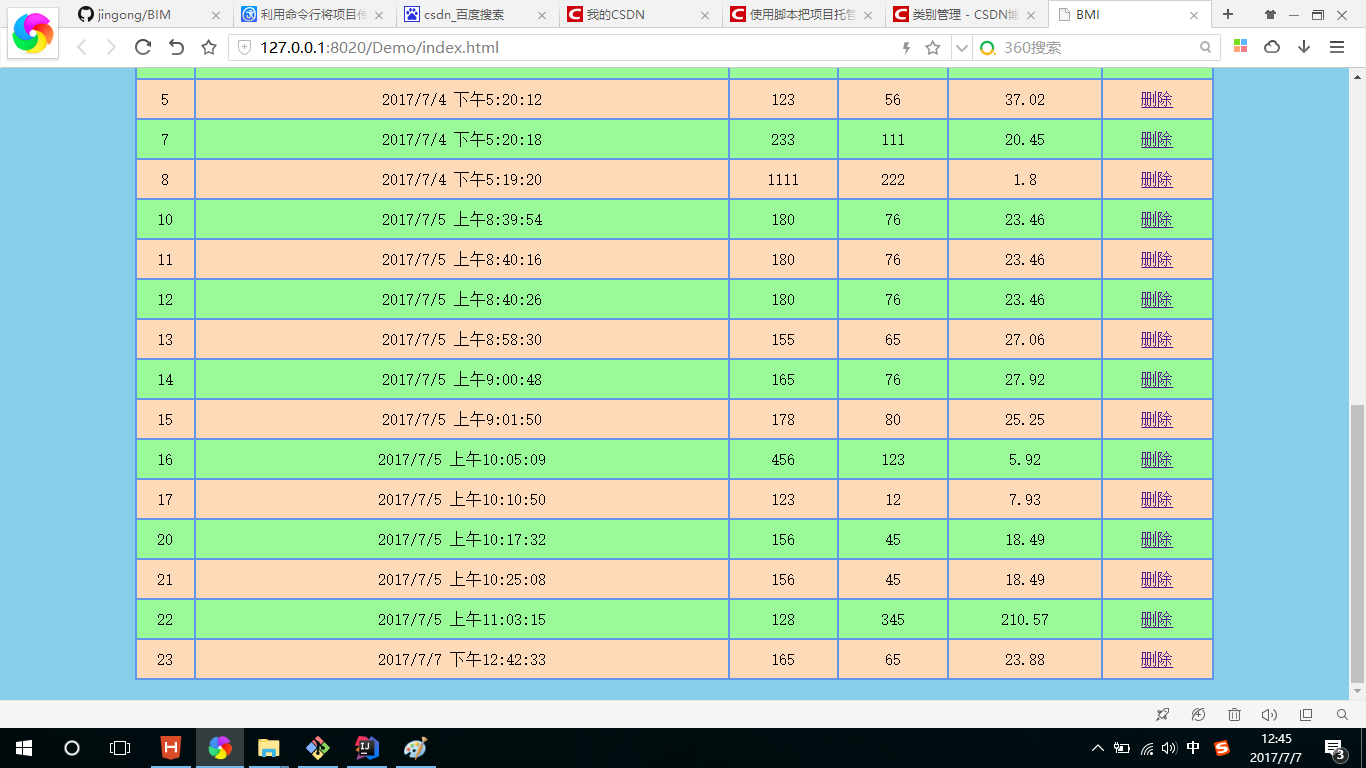 jingong/BIM
利用命令行将项目传
csdn_百度搜索
我的CSDN
使用脚本把项目托管
类别管理 - CSDN博
BMI
127.0.0.1:8020/Demo/index.html
360搜索
5 2017/7/4 下午5:20:12 123 56 37.02 删除
7 2017/7/4 下午5:20:18 233 111 20.45 删除
8 2017/7/4 下午5:19:20 1111 222 1.8 删除
10 2017/7/5 上午8:39:54 180 76 23.46 删除
11 2017/7/5 上午8:40:16 180 76 23.46 删除
12 2017/7/5 上午8:40:26 180 76 23.46 删除
13 2017/7/5 上午8:58:30 155 65 27.06 删除
14 2017/7/5 上午9:00:48 165 76 27.92 删除
15 2017/7/5 上午9:01:50 178 80 25.25 删除
16 2017/7/5 上午10:05:09 456 123 5.92 删除
17 2017/7/5 上午10:10:50 123 12 7.93 删除
20 2017/7/5 上午10:17:32 156 45 18.49 删除
21 2017/7/5 上午10:25:08 156 45 18.49 删除
22 2017/7/5 上午11:03:15 128 345 210.57 删除
23 2017/7/7 下午12:42:33 165 65 23.88 删除
中
12:45
2017/7/7
3